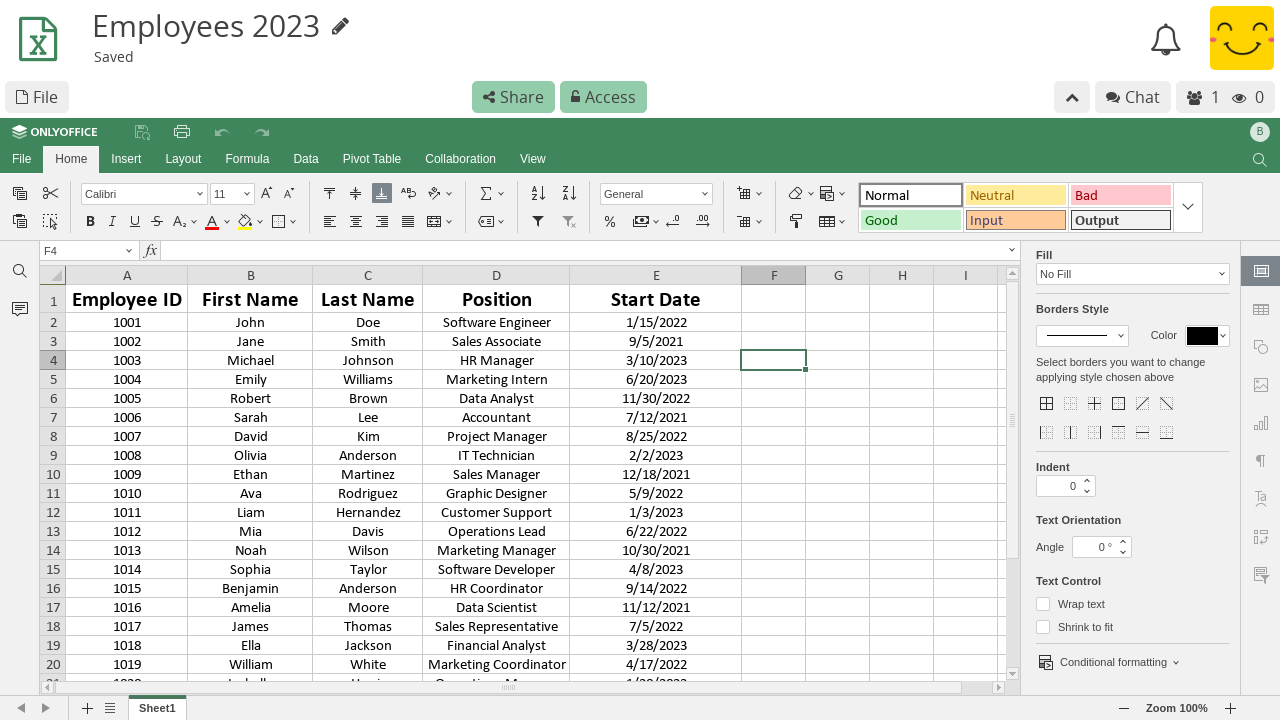 Employees 2023
Saved
File
Share
Access
Chat
1
0
ONLYOFFICE
B
File Home Insert Layout Formula Data Pivot Table Collaboration View
Calibri 11 General
Normal Neutral Bad
Good Input Output
F4 fx
A B C D E F G H I
1 Employee ID First Name Last Name Position Start Date
2 1001 John Doe Software Engineer 1/15/2022
3 1002 Jane Smith Sales Associate 9/5/2021
4 1003 Michael Johnson HR Manager 3/10/2023
5 1004 Emily Williams Marketing Intern 6/20/2023
6 1005 Robert Brown Data Analyst 11/30/2022
7 1006 Sarah Lee Accountant 7/12/2021
8 1007 David Kim Project Manager 8/25/2022
9 1008 Olivia Anderson IT Technician 2/2/2023
10 1009 Ethan Martinez Sales Manager 12/18/2021
11 1010 Ava Rodriguez Graphic Designer 5/9/2022
12 1011 Liam Hernandez Customer Support 1/3/2023
13 1012 Mia Davis Operations Lead 6/22/2022
14 1013 Noah Wilson Marketing Manager 10/30/2021
15 1014 Sophia Taylor Software Developer 4/8/2023
16 1015 Benjamin Anderson HR Coordinator 9/14/2022
17 1016 Amelia Moore Data Scientist 11/12/2021
18 1017 James Thomas Sales Representative 7/5/2022
19 1018 Ella Jackson Financial Analyst 3/28/2023
20 1019 William White Marketing Coordinator 4/17/2022
Fill
No Fill
Borders Style
Color
Select borders you want to change
applying style chosen above
Indent
0
Text Orientation
Angle 0 °
Text Control
Wrap text
Shrink to fit
Conditional formatting
Sheet1
Zoom 100%